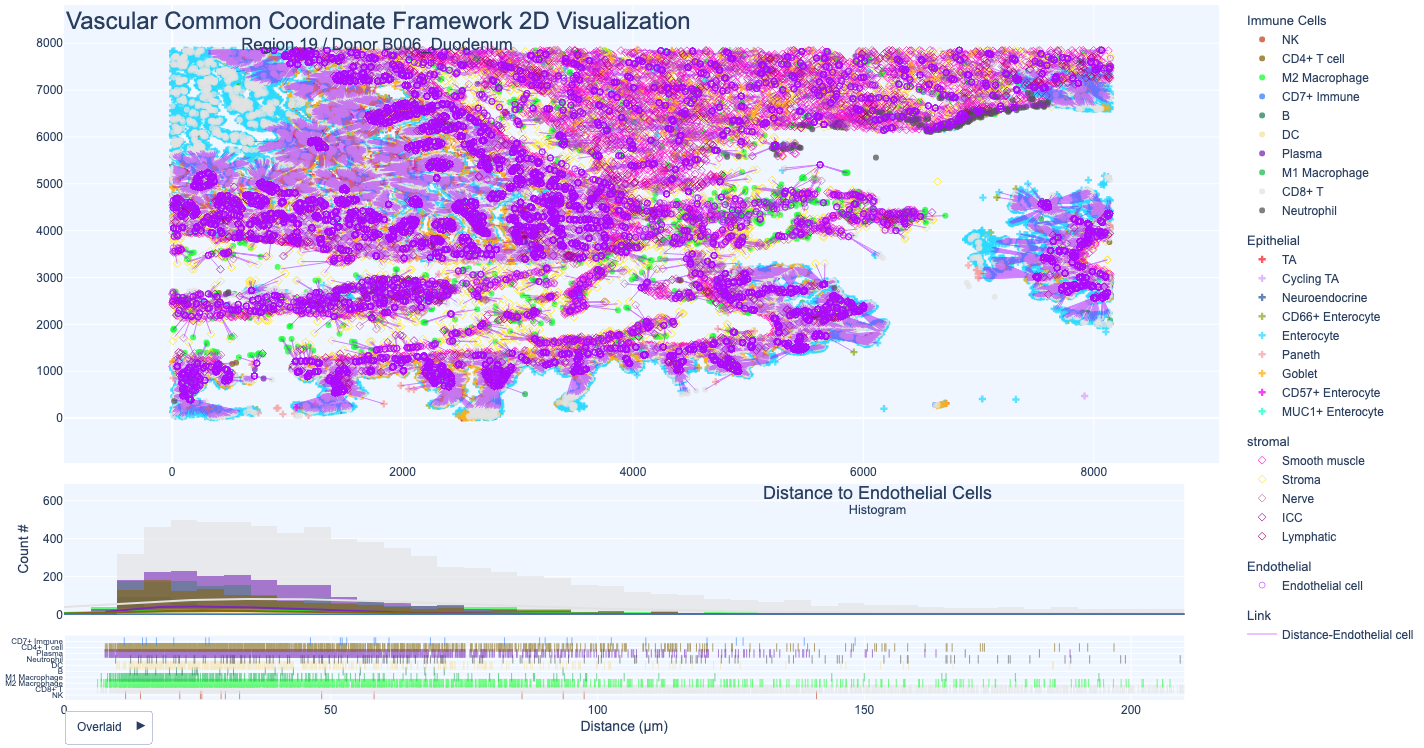 Vascular Common Coordinate Framework 2D Visualization
Region 19 / Donor B006_Duodenum
8000
7000
6000
5000
4000
3000
2000
1000
0
0 2000 4000 6000 8000
Immune Cells
NK
CD4+ T cell
M2 Macrophage
CD7+ Immune
B
DC
Plasma
M1 Macrophage
CD8+ T
Neutrophil
Epithelial
TA
Cycling TA
Neuroendocrine
CD66+ Enterocyte
Enterocyte
Paneth
Goblet
CD57+ Enterocyte
MUC1+ Enterocyte
stromal
Smooth muscle
Stroma
Nerve
ICC
Lymphatic
Endothelial
Endothelial cell
Link
Distance-Endothelial cell
Distance to Endothelial Cells
Histogram
Count #
600
400
200
0
CD7+ Immune
CD4+ T cell
Plasma
Neutrophil
DC
B
M1 Macrophage
M2 Macrophage
CD8+ T
NK
0 50 100 150 200
Distance (μm)
Overlaid ►